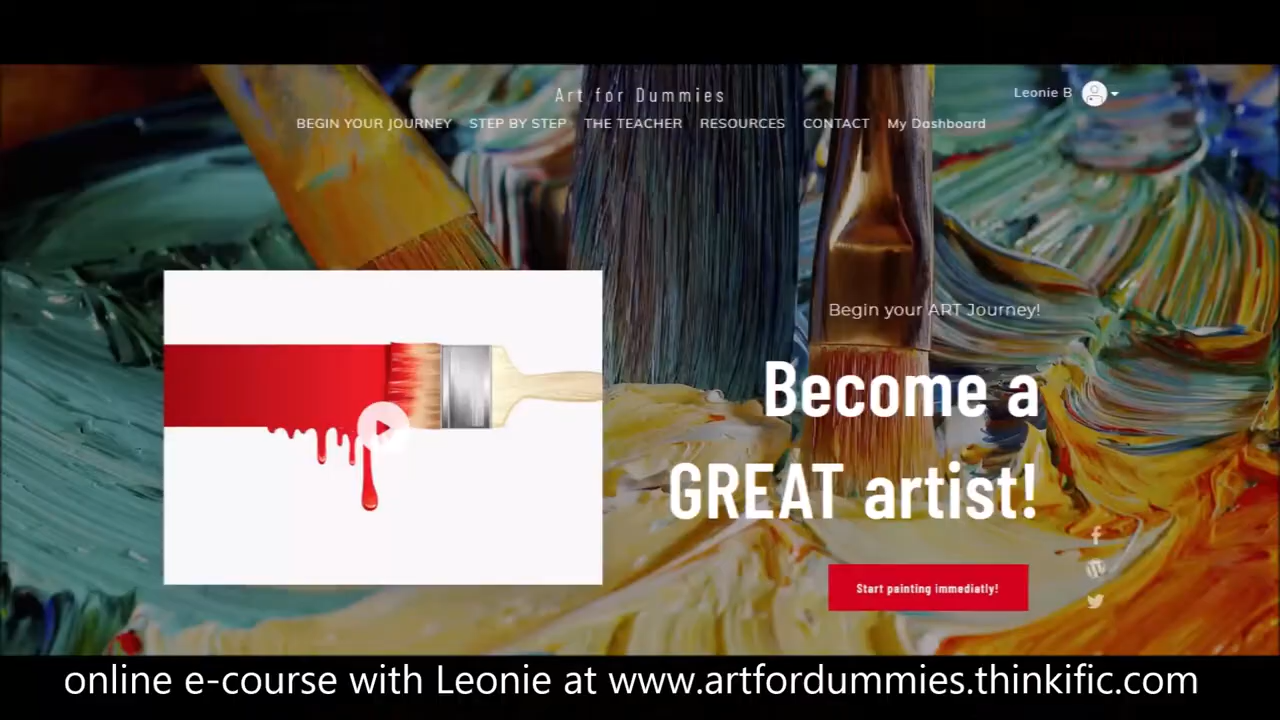 Art for Dummies
Leonie B
BEGIN YOUR JOURNEY STEP BY STEP THE TEACHER RESOURCES CONTACT My Dashboard
Begin your ART Journey!
Become a
GREAT artist!
Start painting immediatly!
online e-course with Leonie at www.artfordummies.thinkific.com